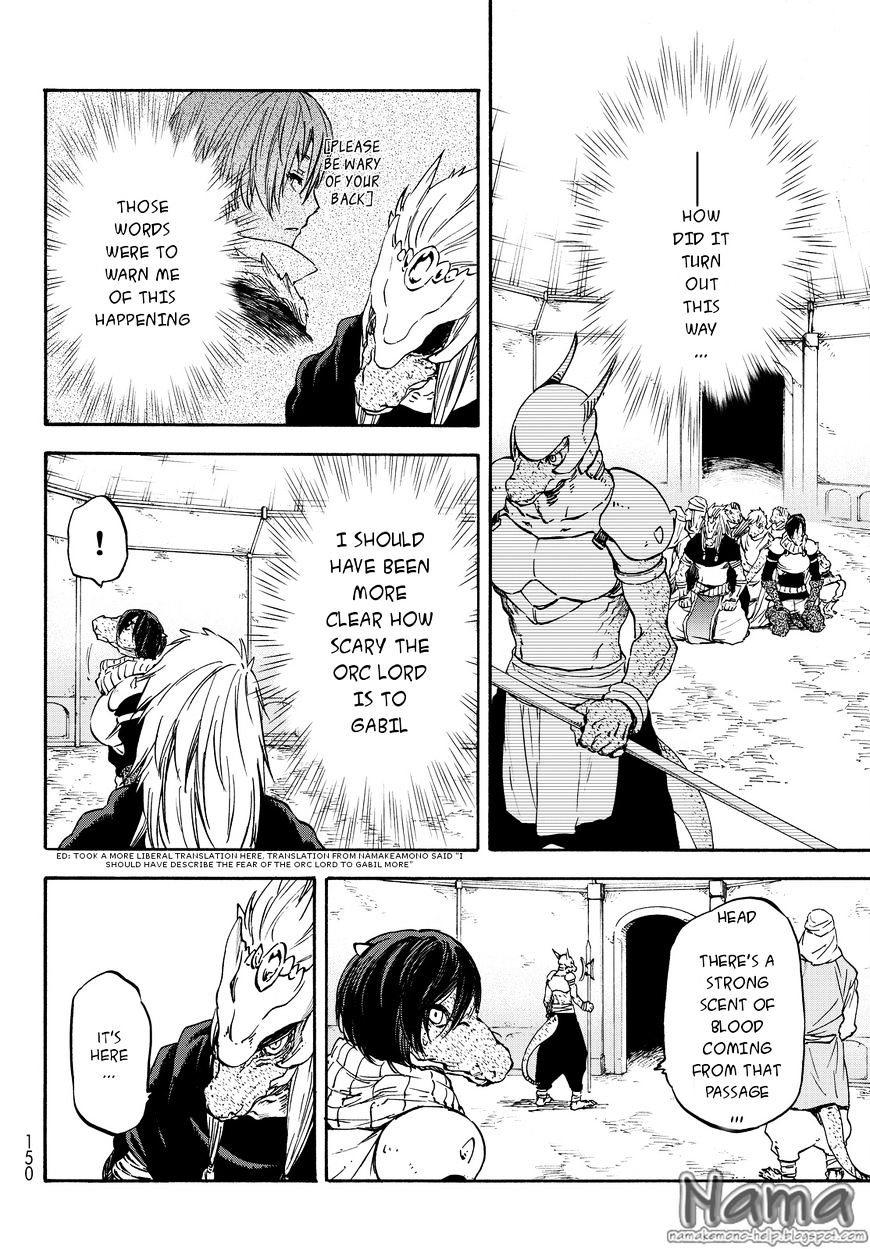 —
HOW
DID IT
TURN
OUT
THIS
WAY
...
[PLEASE
BE WARY
OF YOUR
BACK]
THOSE
WORDS
WERE TO
WARN ME
OF THIS
HAPPENING
I SHOULD
HAVE BEEN
MORE
CLEAR HOW
SCARY THE
ORC LORD
IS TO
GABIL
!
ED: TOOK A MORE LIBERAL TRANSLATION HERE. TRANSLATION FROM NAMAKEAMONO SAID "I
SHOULD HAVE DESCRIBE THE FEAR OF THE ORC LORD TO GABIL MORE"
HEAD
THERE'S A
STRONG
SCENT OF
BLOOD
COMING
FROM THAT
PASSAGE
...
IT'S
HERE
...
150
Nama
namakemono-help.blogspot.com